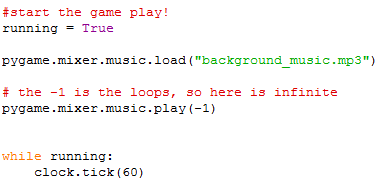 #start the game play!
running = True
pygame.mixer.music.load("background_music.mp3")
# the -1 is the loops, so here is infinite
pygame.mixer.music.play(-1)
while running:
    clock.tick(60)